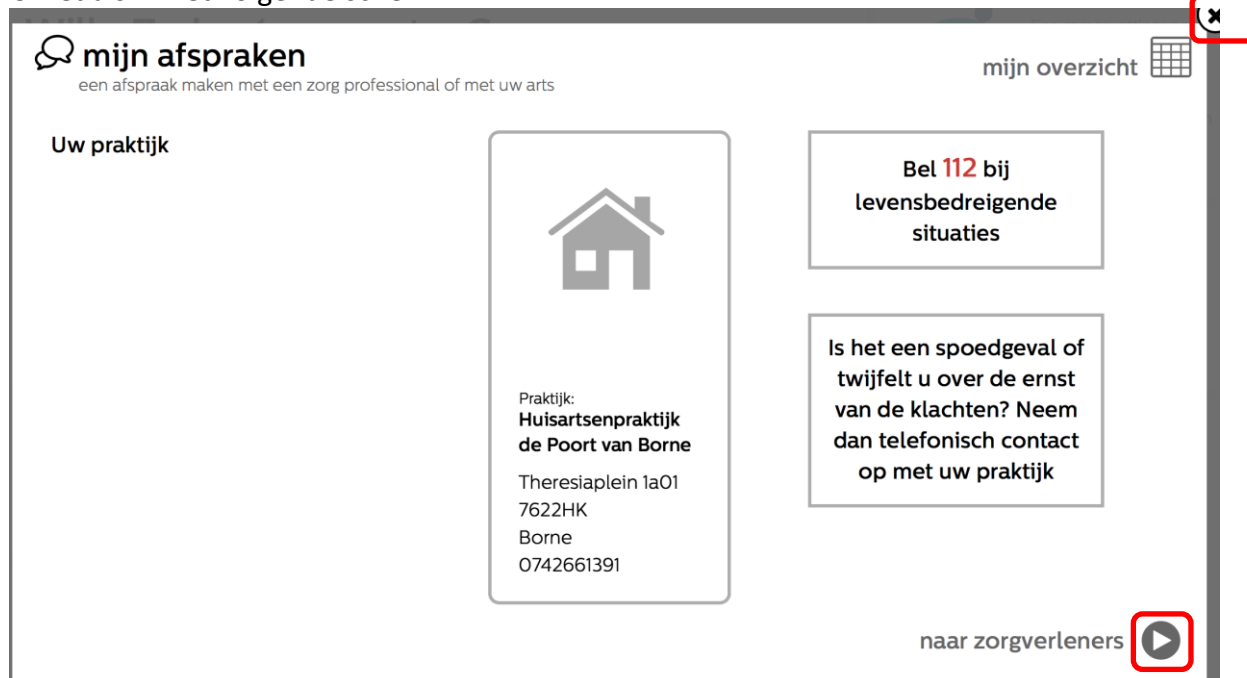 mijn afspraken
een afspraak maken met een zorg professional of met uw arts
mijn overzicht
Uw praktijk
Praktijk:
Huisartsenpraktijk
de Poort van Borne
Theresiaplein 1a01
7622HK
Borne
0742661391
Bel 112 bij
levensbedreigende
situaties
Is het een spoedgeval of
twijfelt u over de ernst
van de klachten? Neem
dan telefonisch contact
op met uw praktijk
naar zorgverleners